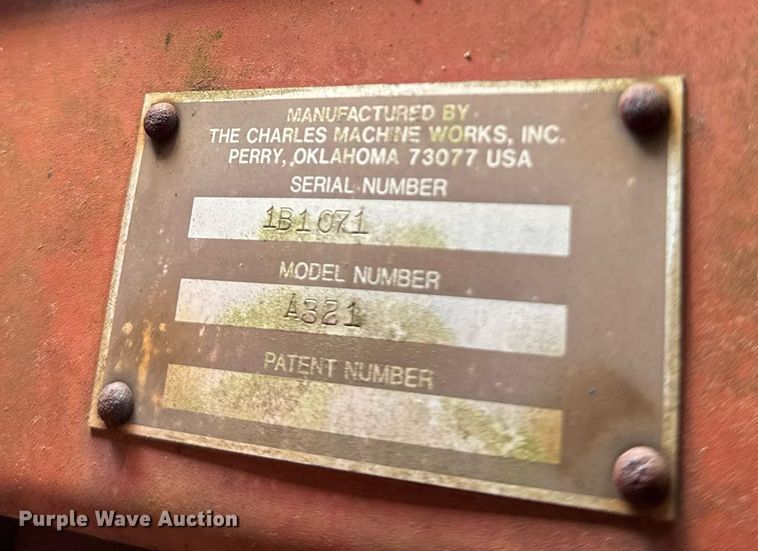 MANUFACTURED BY
THE CHARLES MACHINE WORKS, INC.
PERRY, OKLAHOMA 73077 USA
SERIAL NUMBER
1B1071
MODEL NUMBER
A321
PATENT NUMBER
Purple Wave Auction